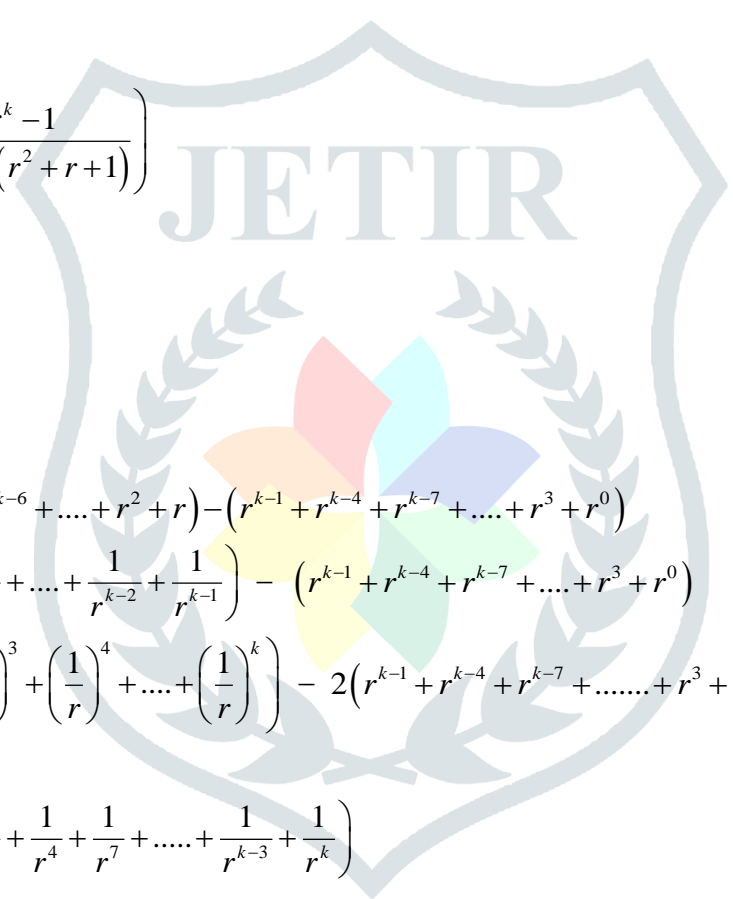 ^k − 1
(r² + r + 1))
JETIR
^{k−6} + .... + r² + r) − (r^{k−1} + r^{k−4} + r^{k−7} + .... + r³ + r⁰)
+ .... + 1/r^{k−2} + 1/r^{k−1}) − (r^{k−1} + r^{k−4} + r^{k−7} + .... + r³ + r⁰)
)³ + (1/r)⁴ + .... + (1/r)^k) − 2(r^{k−1} + r^{k−4} + r^{k−7} + ....... + r³ +
+ 1/r⁴ + 1/r⁷ + ..... + 1/r^{k−3} + 1/r^k)